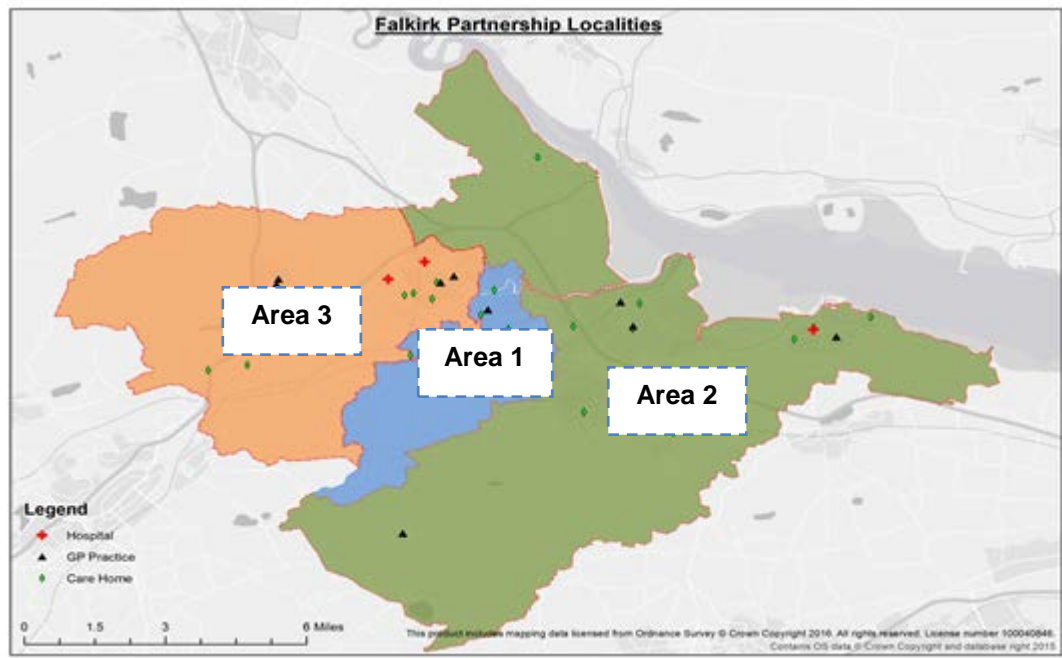 Falkirk Partnership Localities
Area 3
Area 1
Area 2
Legend
Hospital
GP Practice
Care Home
0 1.5 3 6 Miles
This product includes mapping data licensed from Ordnance Survey © Crown Copyright 2016. All rights reserved. License number 100040846.
Contains OS data © Crown Copyright and database right 2015